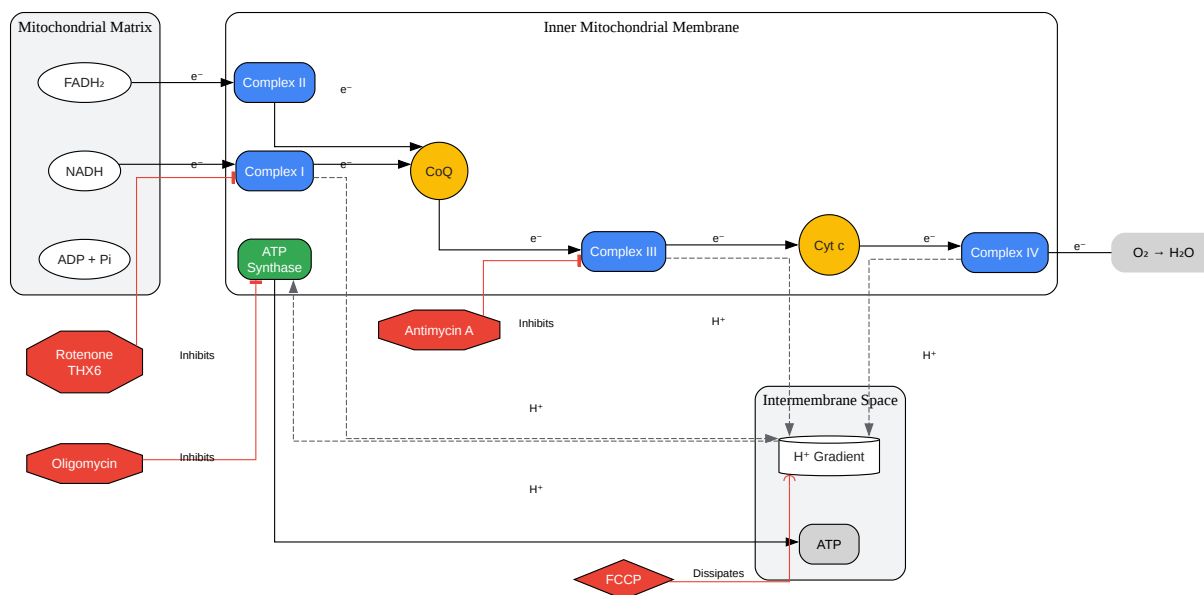 Mitochondrial Matrix
Inner Mitochondrial Membrane
FADH₂
e⁻
Complex II
e⁻
NADH
e⁻
Complex I
e⁻
CoQ
ADP + Pi
ATP
Synthase
e⁻
Complex III
e⁻
Cyt c
e⁻
Complex IV
e⁻
O₂ → H₂O
Rotenone
THX6
Inhibits
Antimycin A
Inhibits
H⁺
H⁺
Intermembrane Space
H⁺
Oligomycin
Inhibits
H⁺ Gradient
H⁺
ATP
FCCP
Dissipates